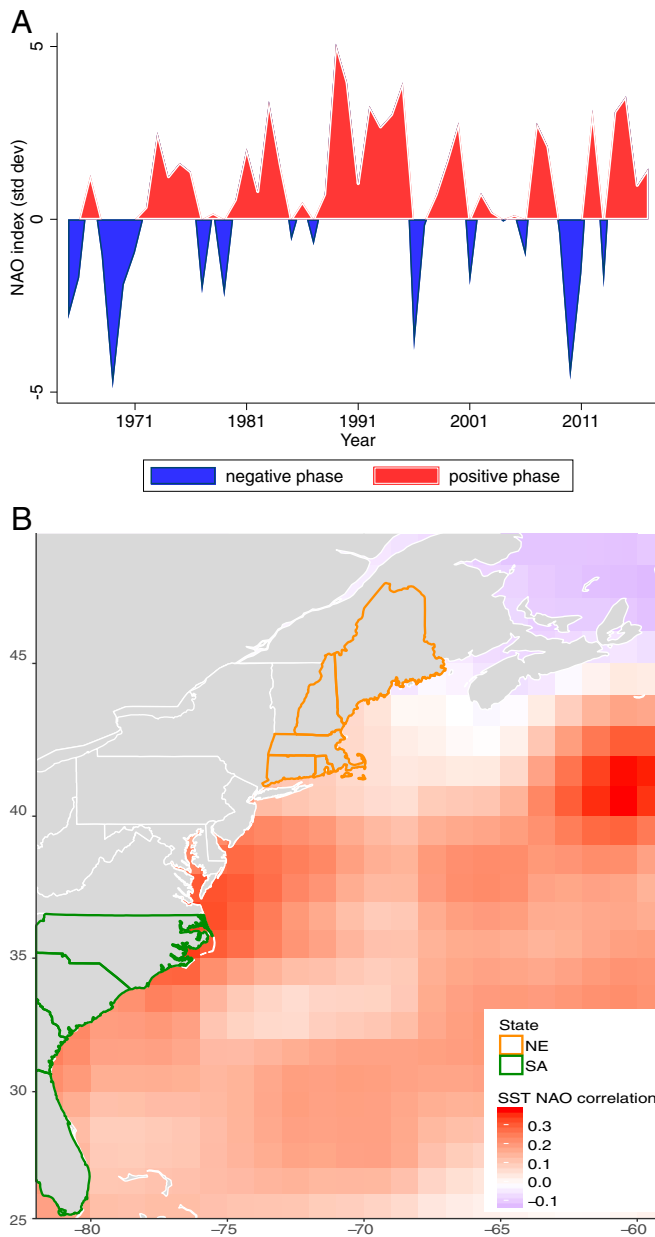 A
5
0
-5
NAO index (std dev)
1971 1981 1991 2001 2011
Year
negative phase positive phase
B
45
40
35
30
25
State
NE
SA
SST NAO correlation
0.3
0.2
0.1
0.0
−0.1
−80 −75 −70 −65 −60